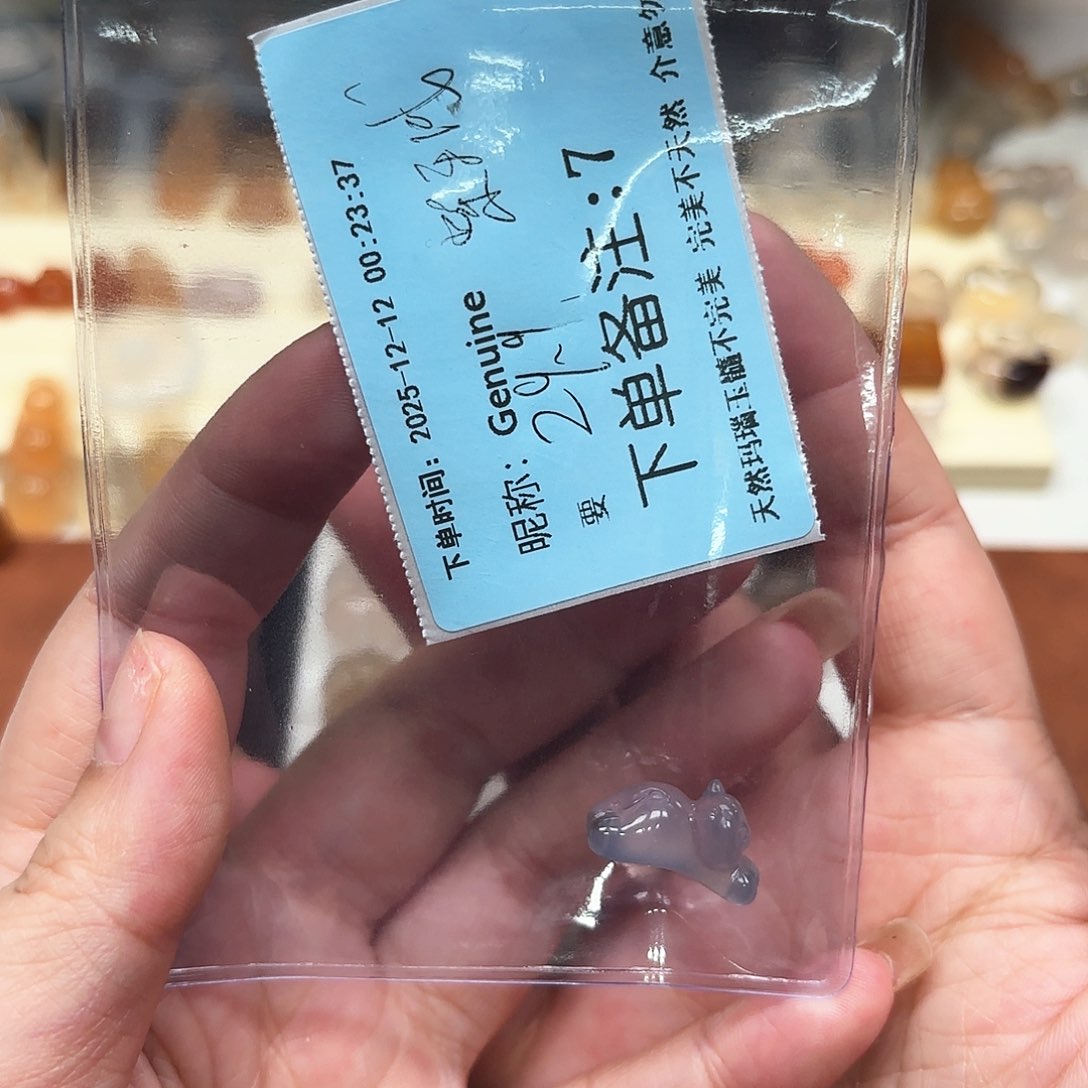 下单时间：2025-12-12 00:23:37
昵称：Genuine
29
要
下单备注：7
天然玛瑙玉髓不完美 完美不天然 介意勿